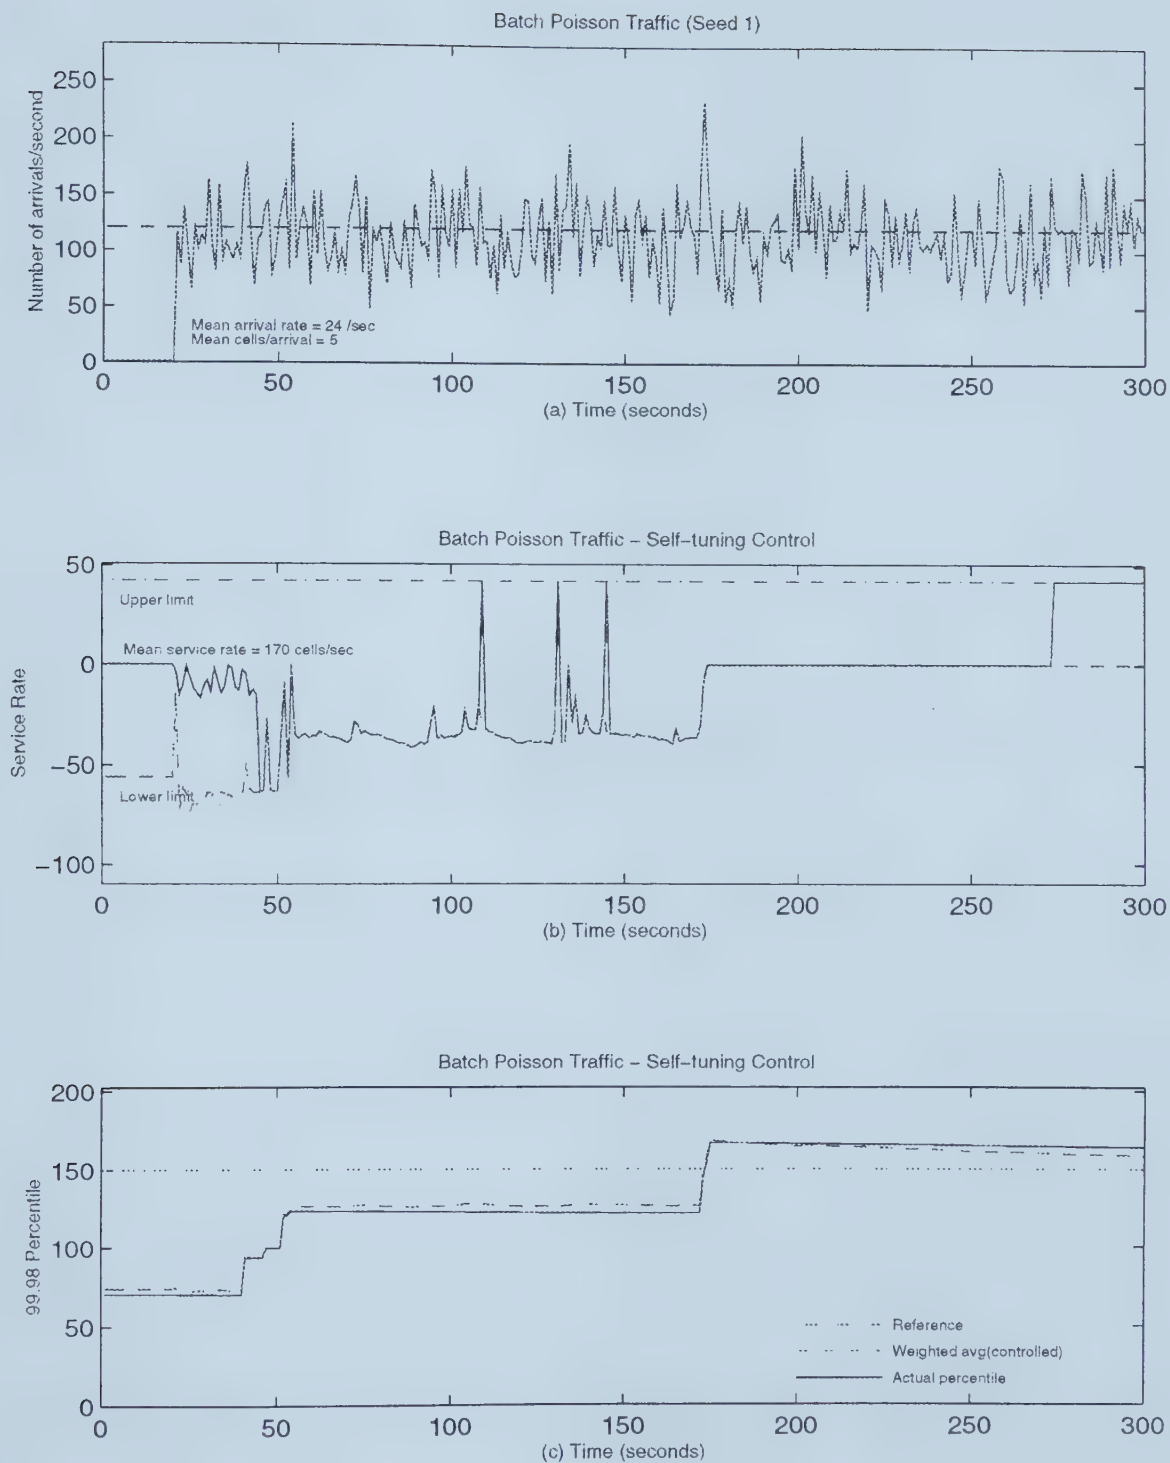 Batch Poisson Traffic (Seed 1)
Number of arrivals/second
250
200
150
100
50
0
Mean arrival rate = 24 /sec
Mean cells/arrival = 5
0 50 100 150 200 250 300
(a) Time (seconds)
Batch Poisson Traffic – Self–tuning Control
Service Rate
50
0
−50
−100
Upper limit
Mean service rate = 170 cells/sec
Lower limit
0 50 100 150 200 250 300
(b) Time (seconds)
Batch Poisson Traffic – Self–tuning Control
99.98 Percentile
200
150
100
50
0
Reference
Weighted avg(controlled)
Actual percentile
0 50 100 150 200 250 300
(c) Time (seconds)